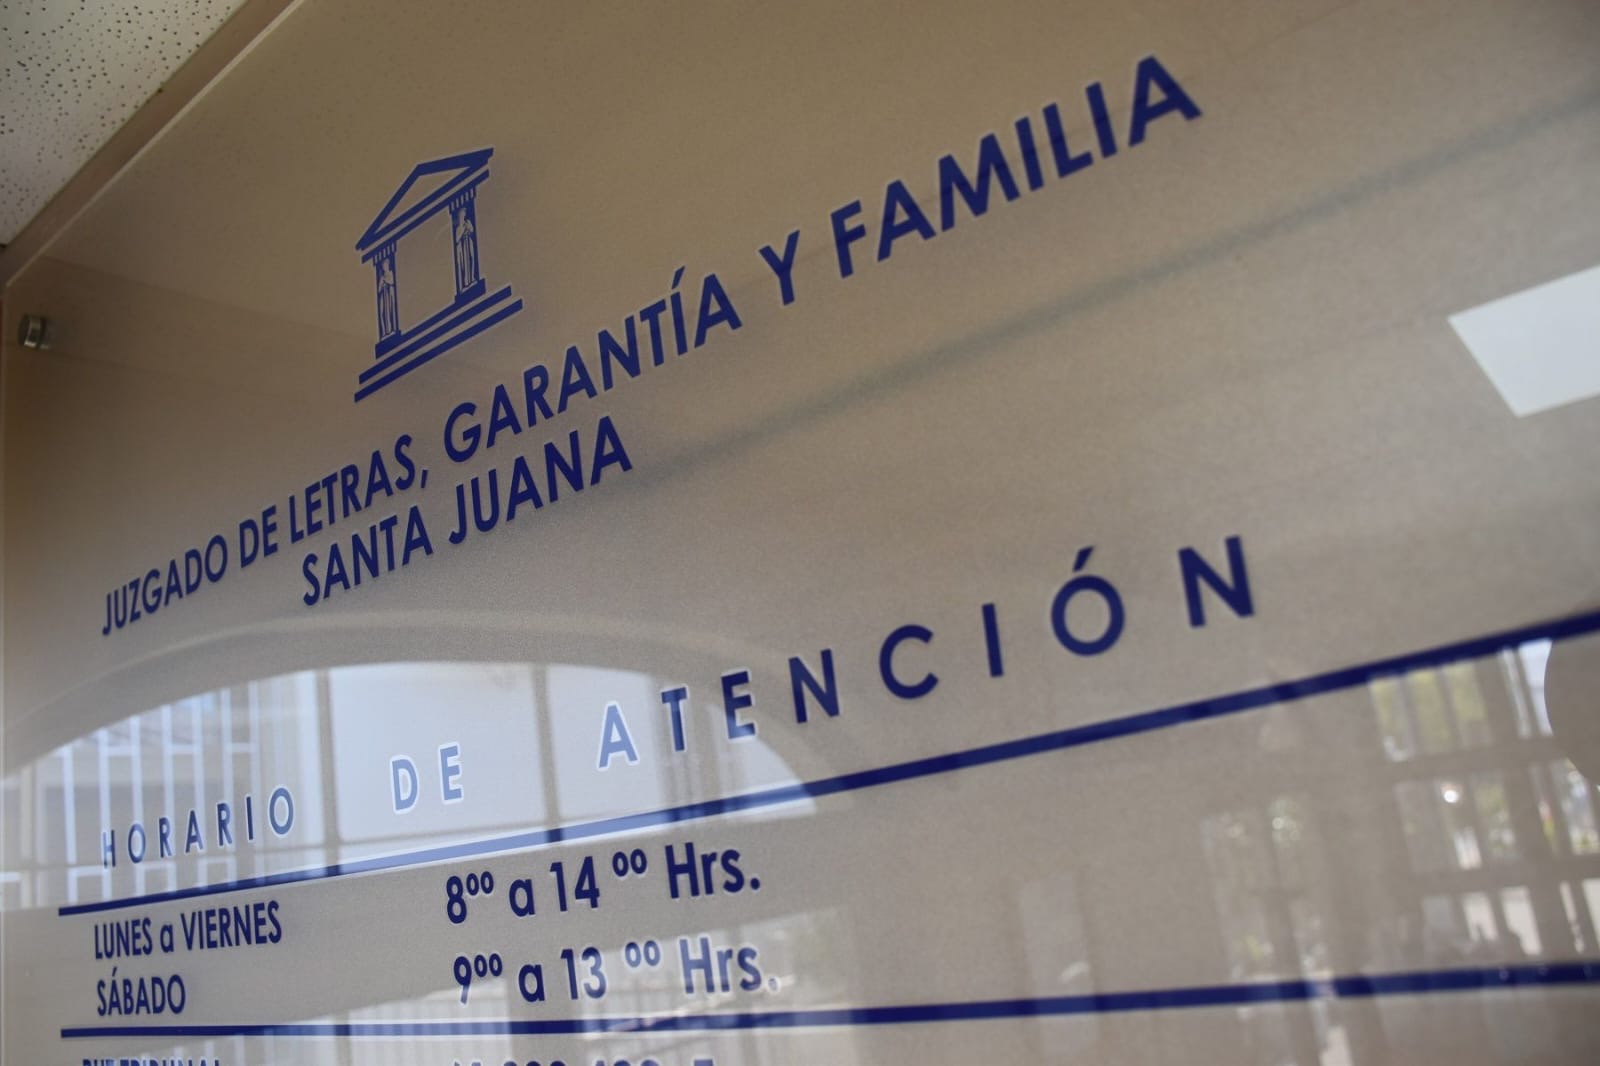 JUZGADO DE LETRAS, GARANTÍA Y FAMILIA
SANTA JUANA
HORARIO DE ATENCIÓN
LUNES a VIERNES 8⁰⁰ a 14 ⁰⁰ Hrs.
SÁBADO 9⁰⁰ a 13 ⁰⁰ Hrs.